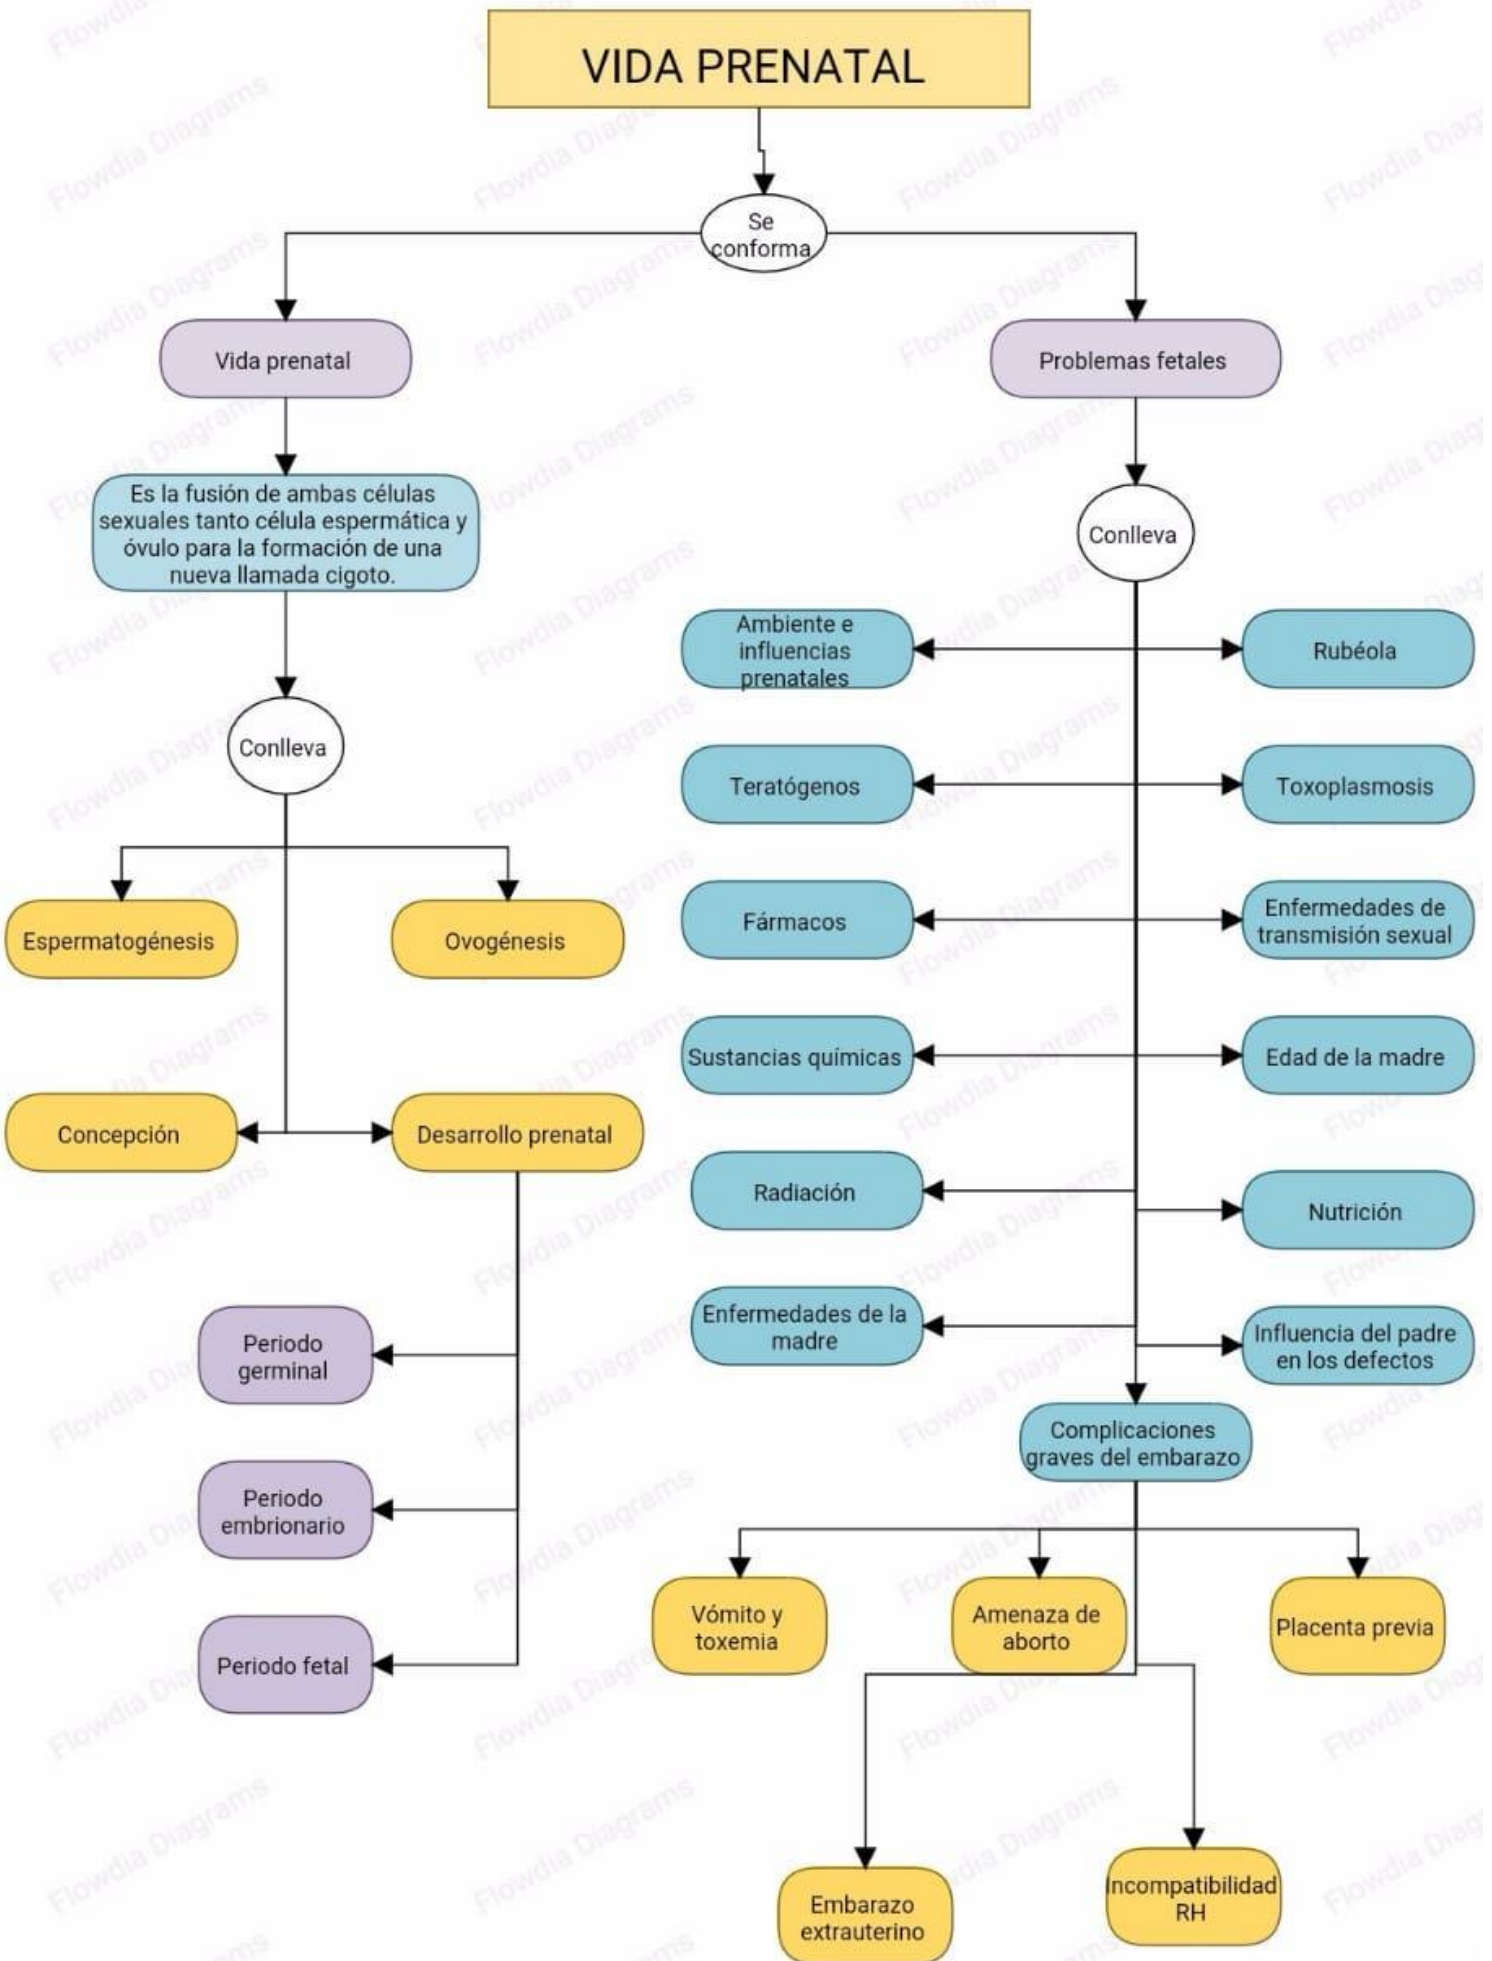 VIDA PRENATAL
Se
conforma
Vida prenatal
Problemas fetales
Es la fusión de ambas células
sexuales tanto célula espermática y
óvulo para la formación de una
nueva llamada cigoto.
Conlleva
Espermatogénesis
Ovogénesis
Concepción
Desarrollo prenatal
Periodo
germinal
Periodo
embrionario
Periodo fetal
Conlleva
Ambiente e
influencias
prenatales
Rubéola
Teratógenos
Toxoplasmosis
Fármacos
Enfermedades de
transmisión sexual
Sustancias químicas
Edad de la madre
Radiación
Nutrición
Enfermedades de la
madre
Influencia del padre
en los defectos
Complicaciones
graves del embarazo
Vómito y
toxemia
Amenaza de
aborto
Placenta previa
Embarazo
extrauterino
Incompatibilidad
RH
Flowdia Diagrams